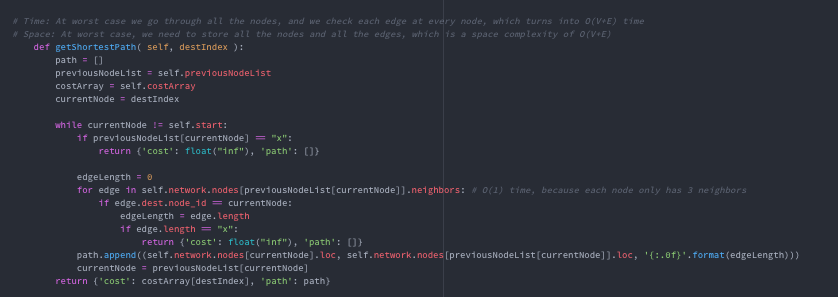 # Time: At worst case we go through all the nodes, and we check each edge at every node, which turns into O(V+E) time
# Space: At worst case, we need to store all the nodes and all the edges, which is a space complexity of O(V+E)
    def getShortestPath( self, destIndex ):
        path = []
        previousNodeList = self.previousNodeList
        costArray = self.costArray
        currentNode = destIndex

        while currentNode != self.start:
            if previousNodeList[currentNode] == "x":
                return {'cost': float("inf"), 'path': []}

            edgeLength = 0
            for edge in self.network.nodes[previousNodeList[currentNode]].neighbors: # O(1) time, because each node only has 3 neighbors
                if edge.dest.node_id == currentNode:
                    edgeLength = edge.length
                    if edge.length == "x":
                        return {'cost': float("inf"), 'path': []}
            path.append((self.network.nodes[currentNode].loc, self.network.nodes[previousNodeList[currentNode]].loc, '{:.0f}'.format(edgeLength)))
            currentNode = previousNodeList[currentNode]
        return {'cost': costArray[destIndex], 'path': path}